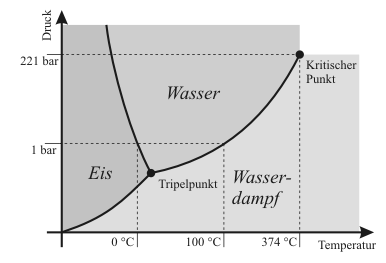 Druck
221 bar
Kritischer
Punkt
Wasser
1 bar
Eis
Tripelpunkt
Wasser-
dampf
0 °C
100 °C
374 °C
Temperatur